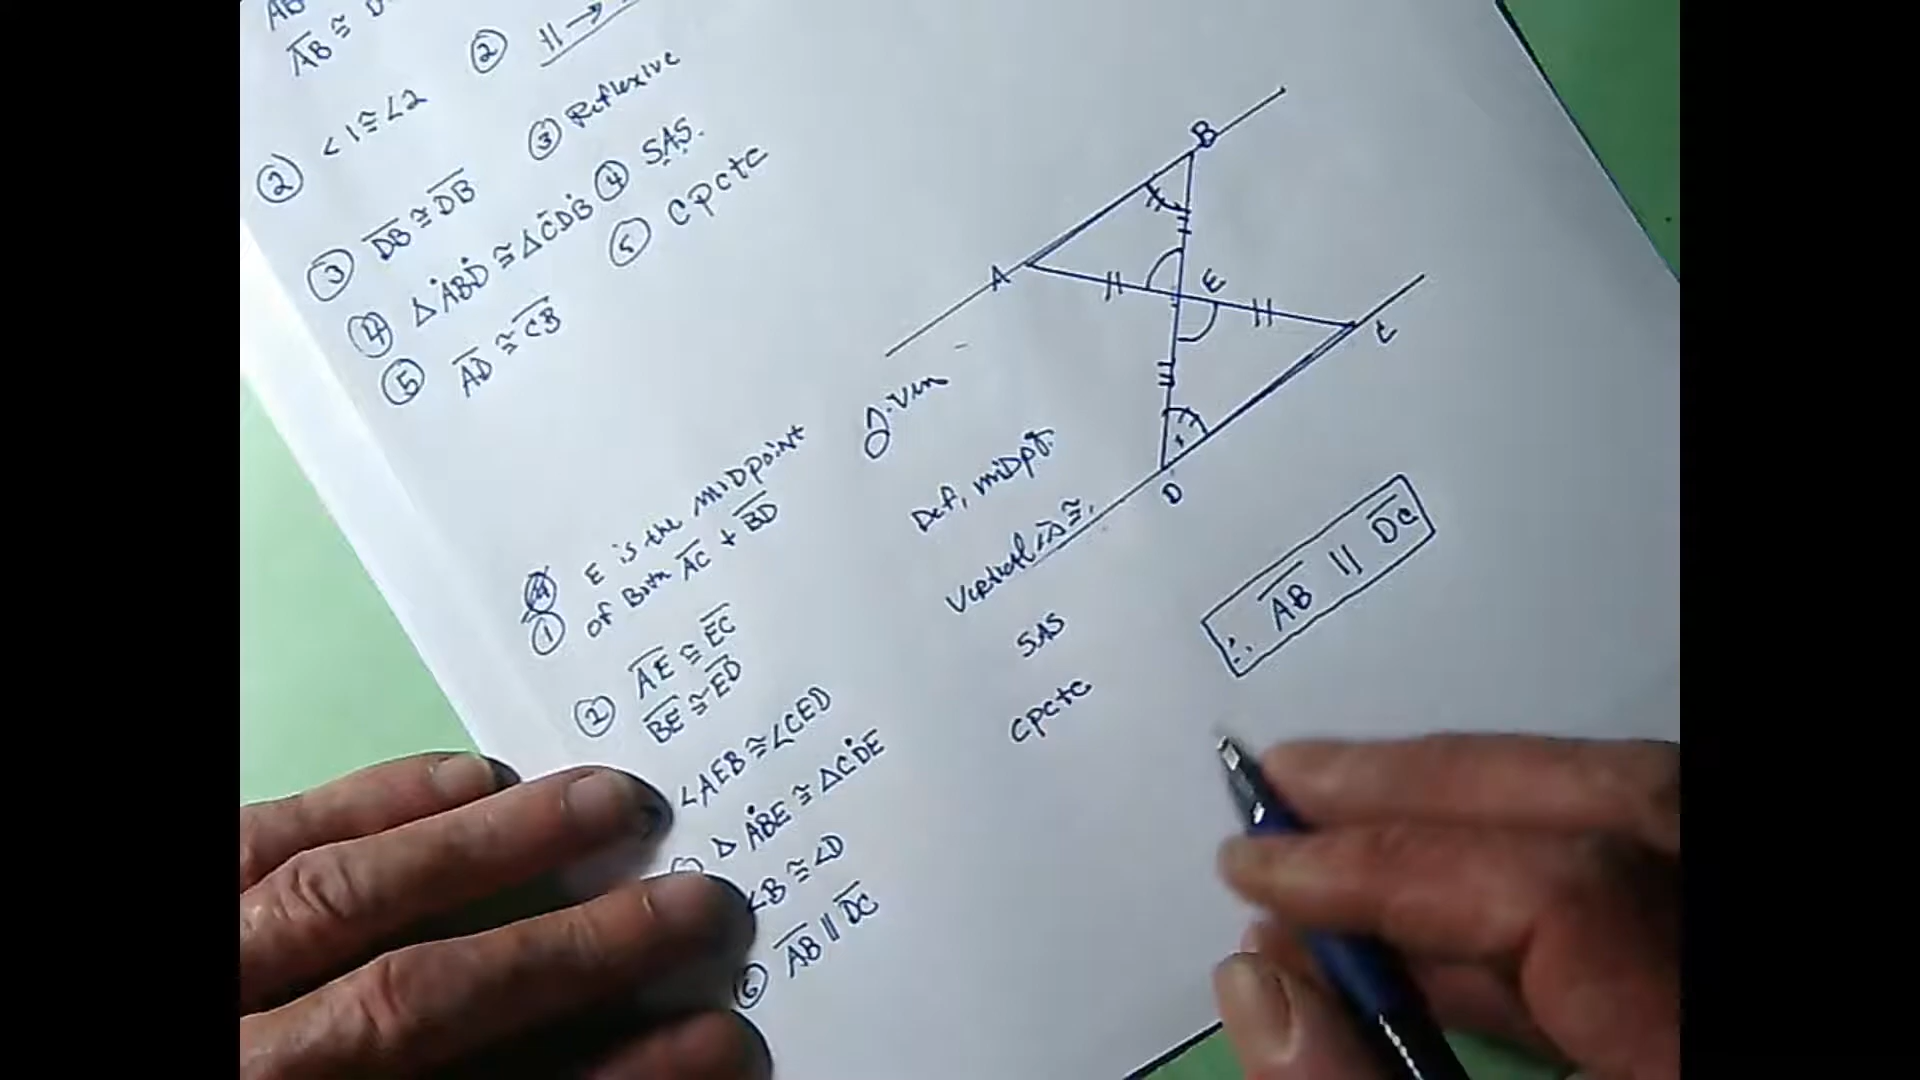 AB
AB ≅ D
② ∥ →
② ∠1 ≅ ∠2
③ Reflexive
③ DB ≅ DB
④ SAS.
④ △ABD ≅ △CDB
⑤ CPCTC
⑤ AD ≅ CB
B
A
E
C
D
Given
① E is the MiDpoint
of Both AC + BD
Def, miDpt.
② AE ≅ EC
BE ≅ ED
Vertical ∠s ≅.
∠AEB ≅ ∠CED
SAS
△ABE ≅ △CDE
CPCTC
∠B ≅ ∠D
⑥ AB ∥ DC
∴ AB ∥ DC